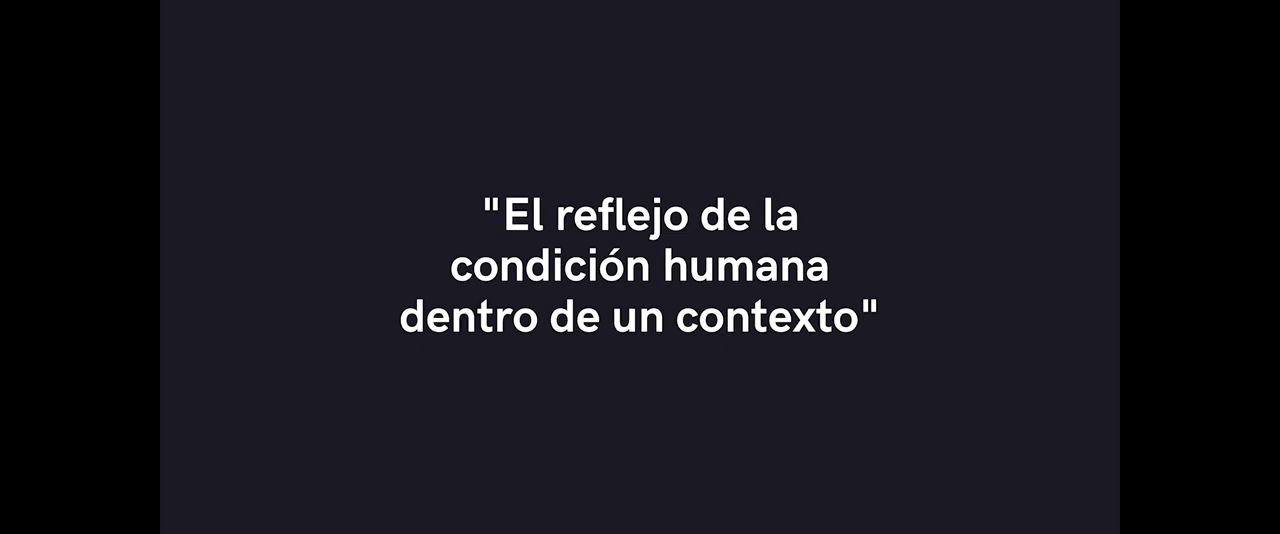 "El reflejo de la
condición humana
dentro de un contexto"